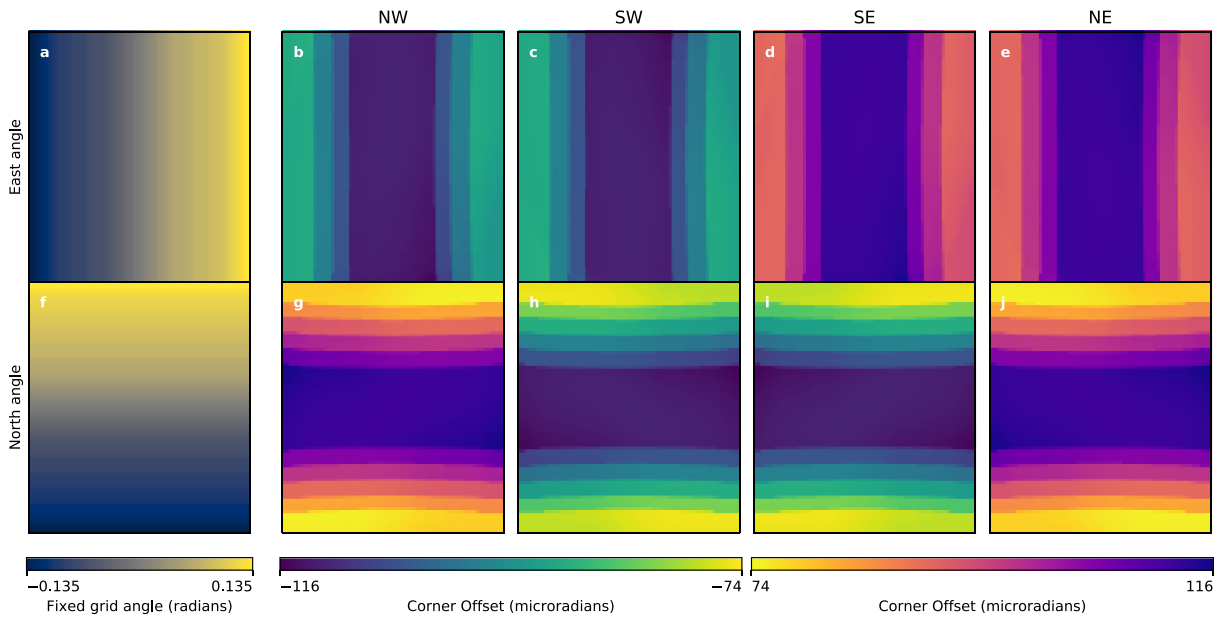 NW SW SE NE
East angle
a b c d e
North angle
f g h i j
−0.135 0.135 −116 −74 74 116
Fixed grid angle (radians) Corner Offset (microradians) Corner Offset (microradians)